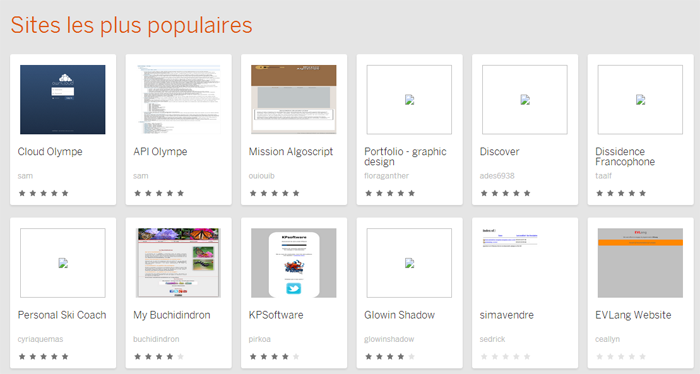 Sites les plus populaires
Cloud Olympe
sam
API Olympe
sam
Mission Algoscript
ouiouib
Portfolio - graphic
design
floraganther
Discover
ades6938
Dissidence
Francophone
taalf
Personal Ski Coach
cyriaquemas
My Buchidindron
buchidindron
KPsoftware
KPSoftware
pirkoa
Glowin Shadow
glowinshadow
simavendre
sedrick
EVLang
EVLang Website
ceallyn